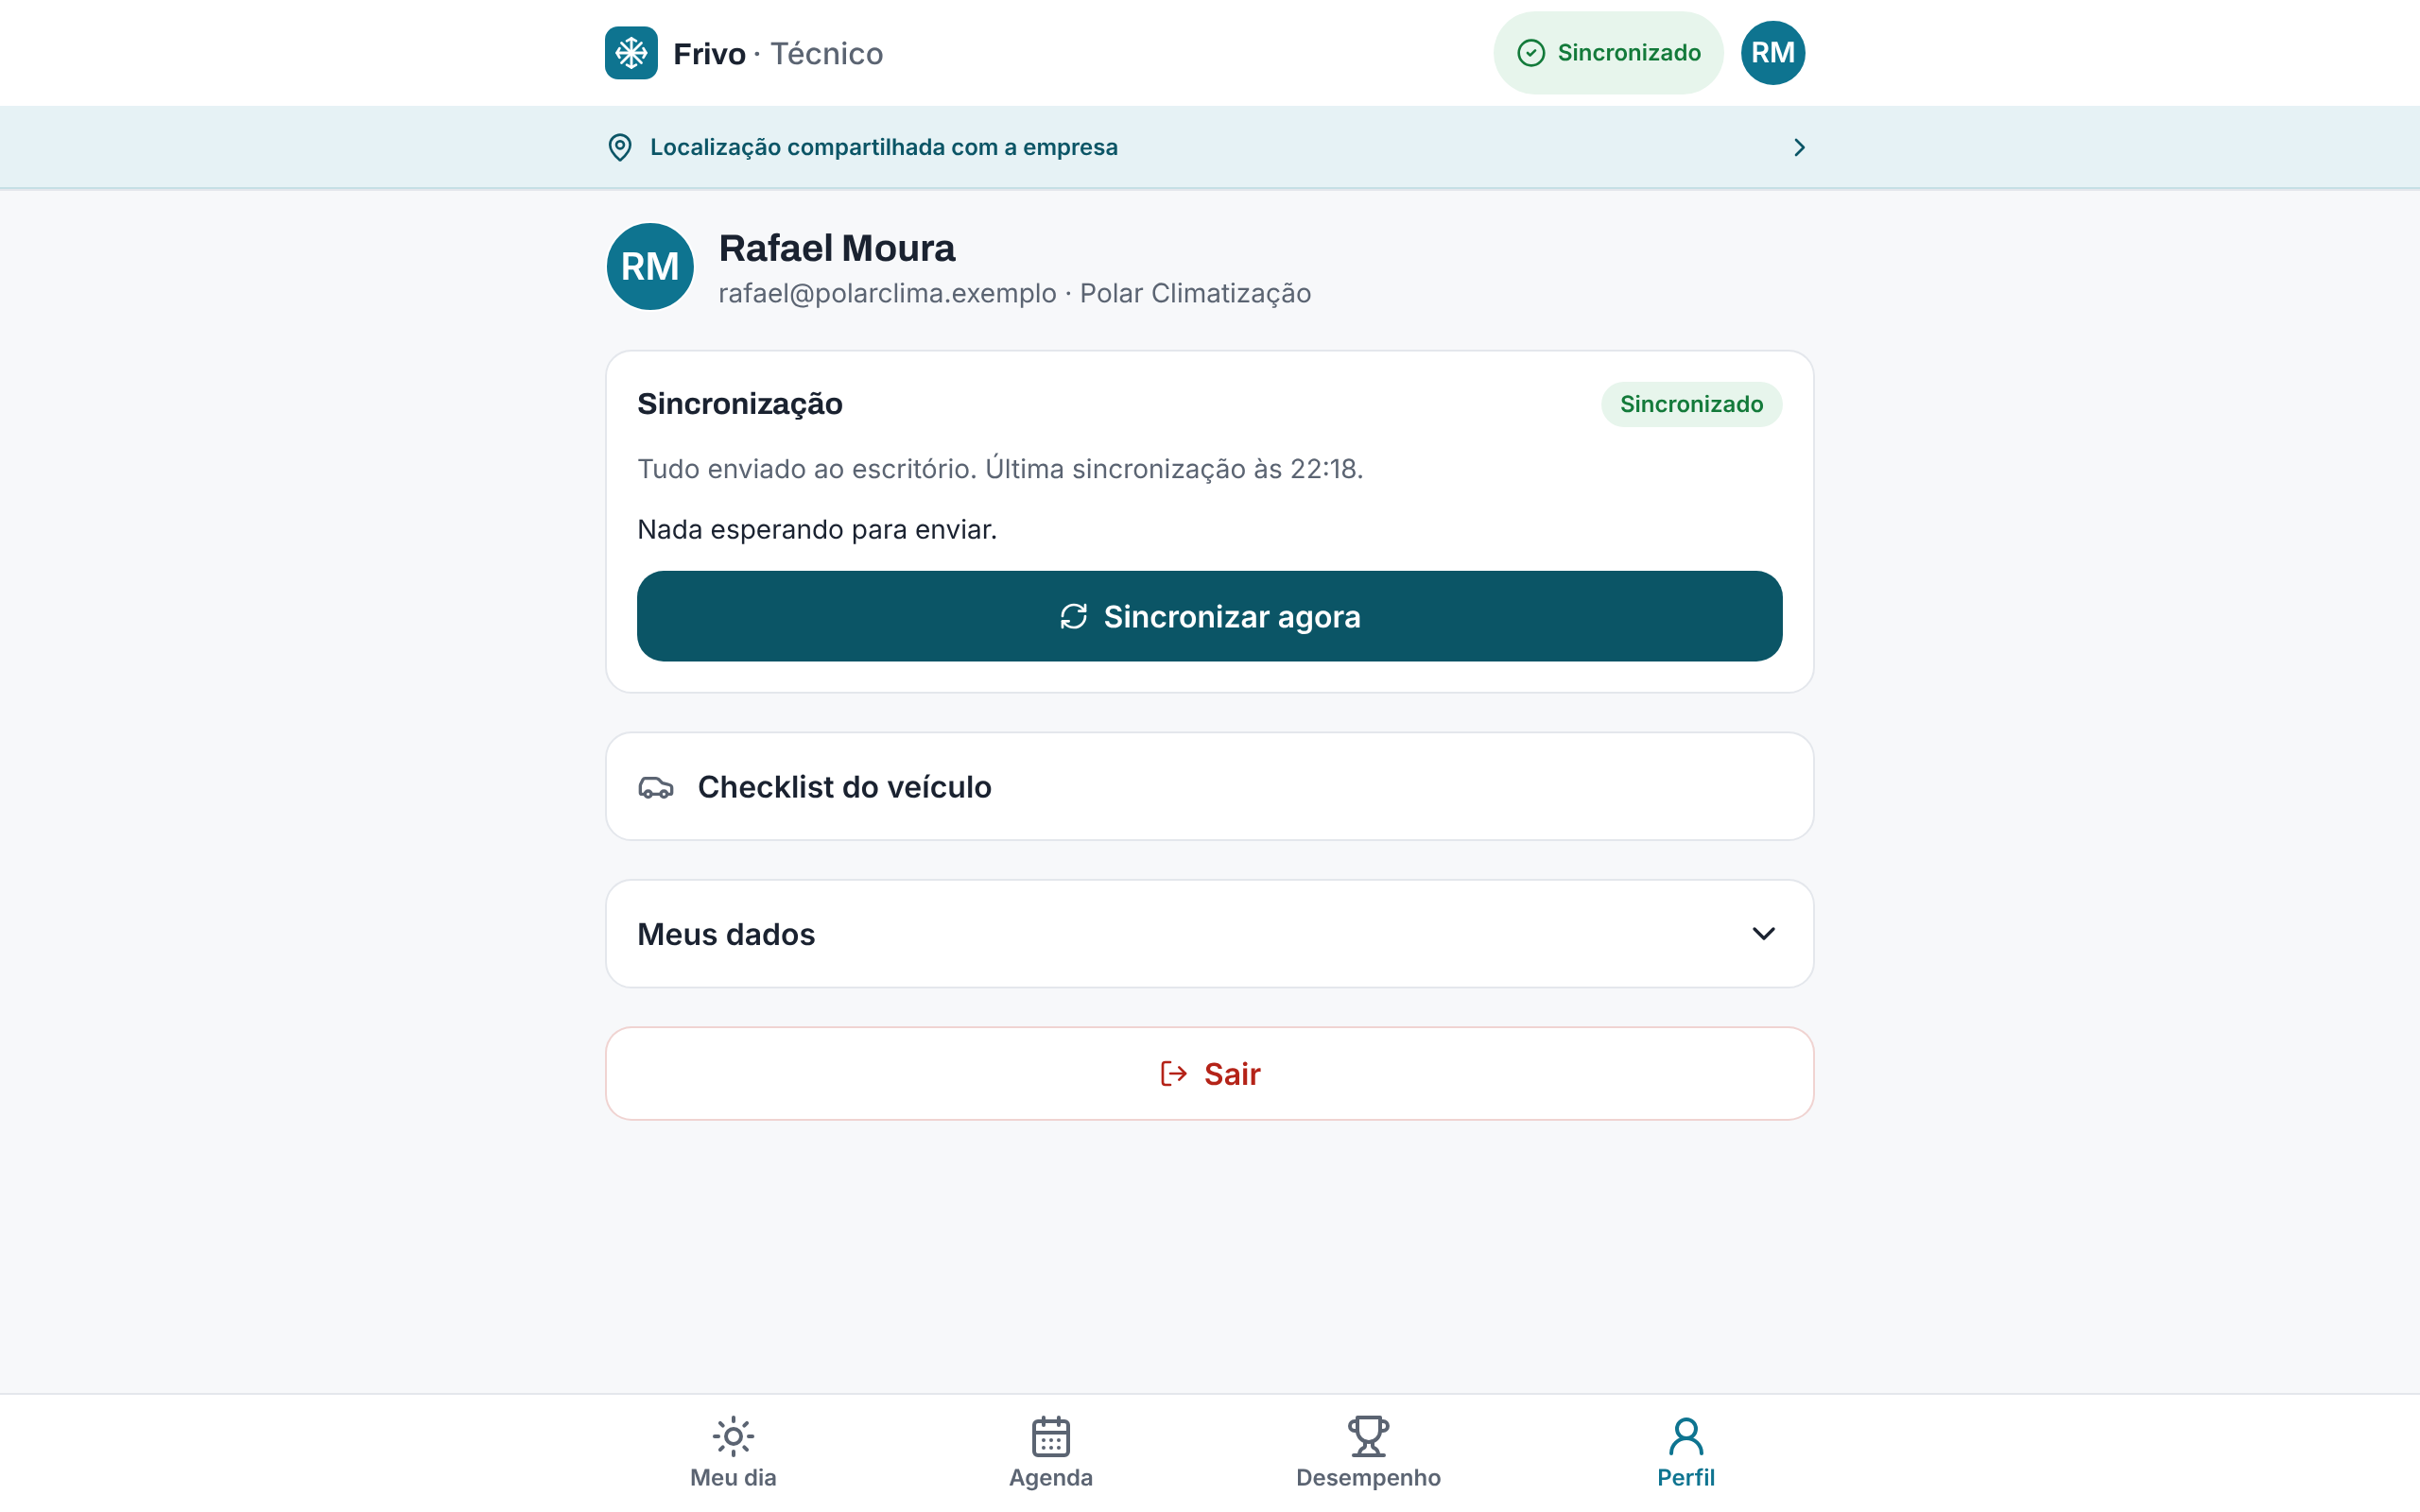 Frivo · Técnico
Sincronizado
RM
Localização compartilhada com a empresa
RM
Rafael Moura
rafael@polarclima.exemplo · Polar Climatização
Sincronização
Sincronizado
Tudo enviado ao escritório. Última sincronização às 22:18.
Nada esperando para enviar.
Sincronizar agora
Checklist do veículo
Meus dados
Sair
Meu dia
Agenda
Desempenho
Perfil